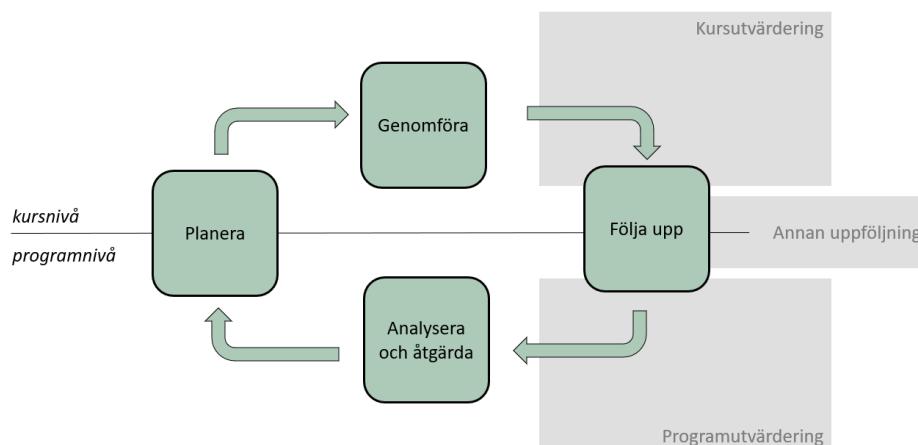 Kursutvärdering
Genomföra
kursnivå
programnivå
Planera
Följa upp
Annan uppföljning
Analysera
och åtgärda
Programutvärdering